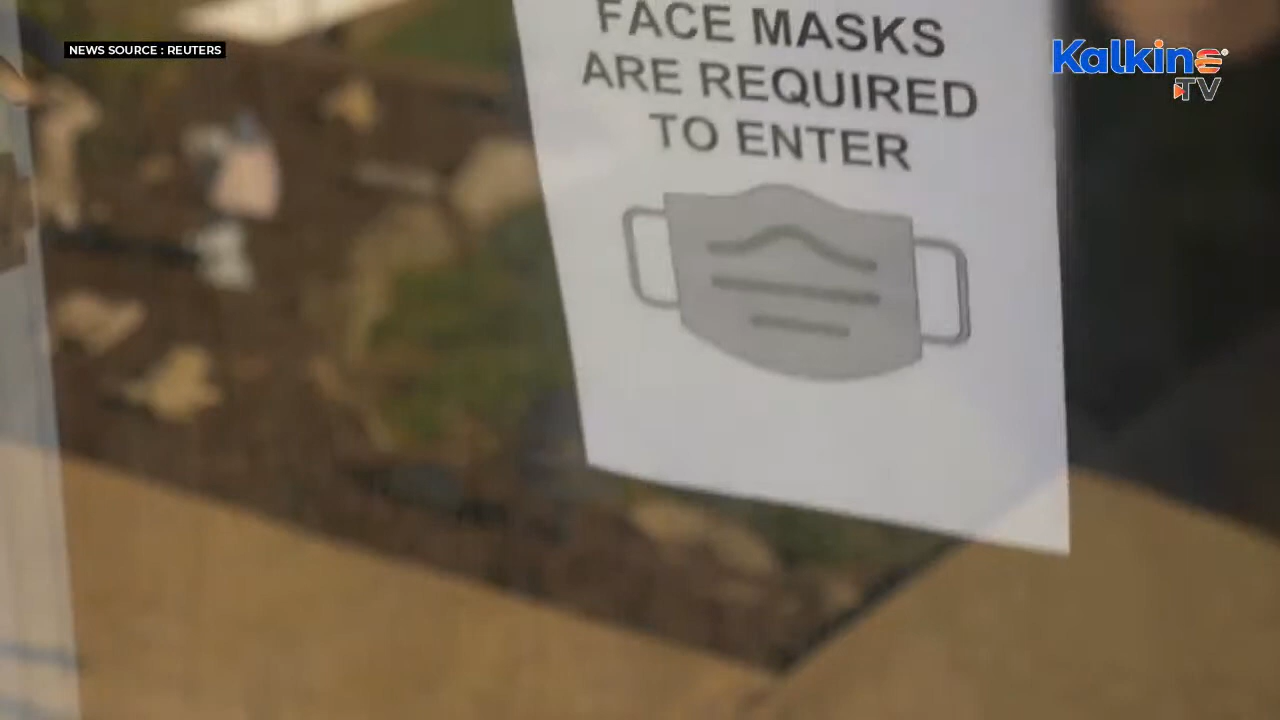 NEWS SOURCE : REUTERS
FACE MASKS
ARE REQUIRED
TO ENTER
Kalkine
TV